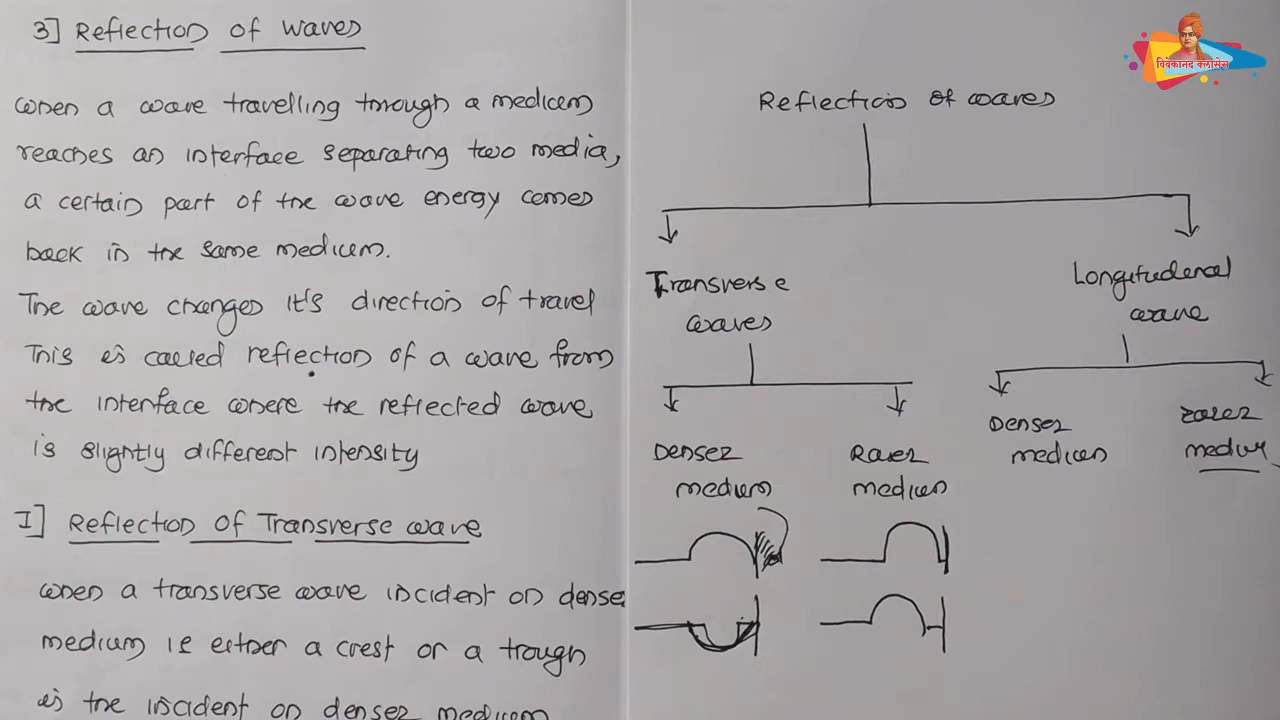 3] Reflection of waves
when a wave travelling through a medium
reaches an interface separating two media,
a certain part of the wave energy comes
back in the same medium.
The wave changes it's direction of travel
This is called reflection of a wave from
the interface where the reflected wave
is slightly different intensity
I] Reflection of Transverse wave
when a transverse wave incident on denser
medium ie either a crest or a trough
is the incident on denser medium
विवेकानंद क्लासेस
Reflection of waves
Transverse
waves
Longitudenal
wave
Denser
medium
Rarer
medium
Denser
medium
rarer
medium